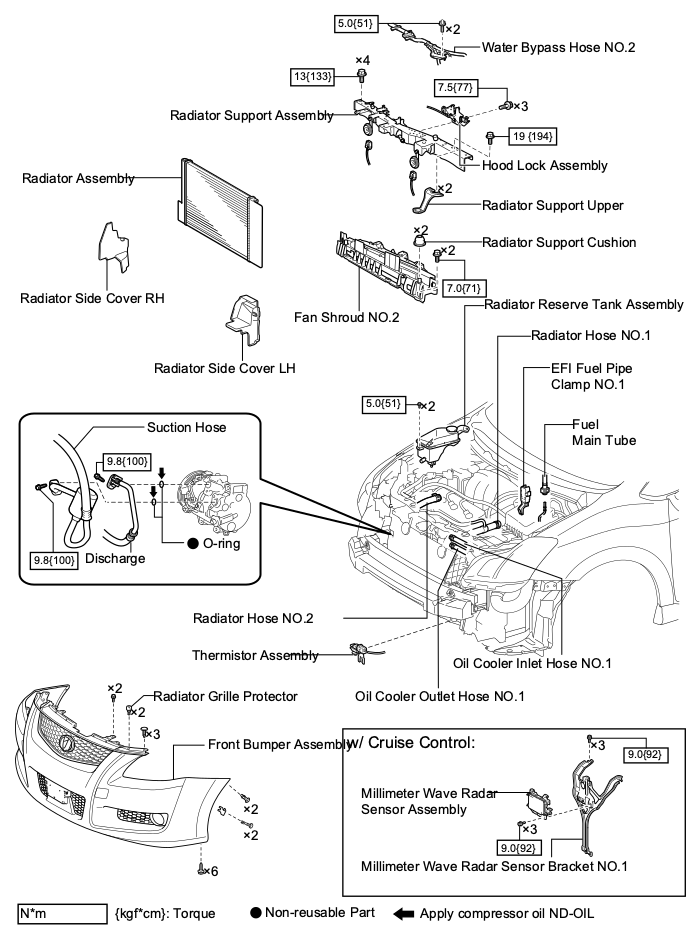 5.0{51}
×2
Water Bypass Hose NO.2
×4
13{133}
7.5{77}
×3
Radiator Support Assembly
19 {194}
Hood Lock Assembly
Radiator Assembly
×2
Radiator Support Upper
×2
Radiator Support Cushion
×2
7.0{71}
Radiator Side Cover RH
Radiator Reserve Tank Assembly
Fan Shroud NO.2
Radiator Hose NO.1
Radiator Side Cover LH
EFI Fuel Pipe
Clamp NO.1
5.0{51}
×2
Fuel
Main Tube
Suction Hose
9.8{100}
9.8{100}
Discharge
O-ring
Radiator Hose NO.2
Thermistor Assembly
Oil Cooler Inlet Hose NO.1
Oil Cooler Outlet Hose NO.1
×2
Radiator Grille Protector
×2
×3
Front Bumper Assembly
×2
×2
×6
w/ Cruise Control:
×3
9.0{92}
Millimeter Wave Radar
Sensor Assembly
×3
9.0{92}
Millimeter Wave Radar Sensor Bracket NO.1
N*m {kgf*cm}: Torque ● Non-reusable Part Apply compressor oil ND-OIL